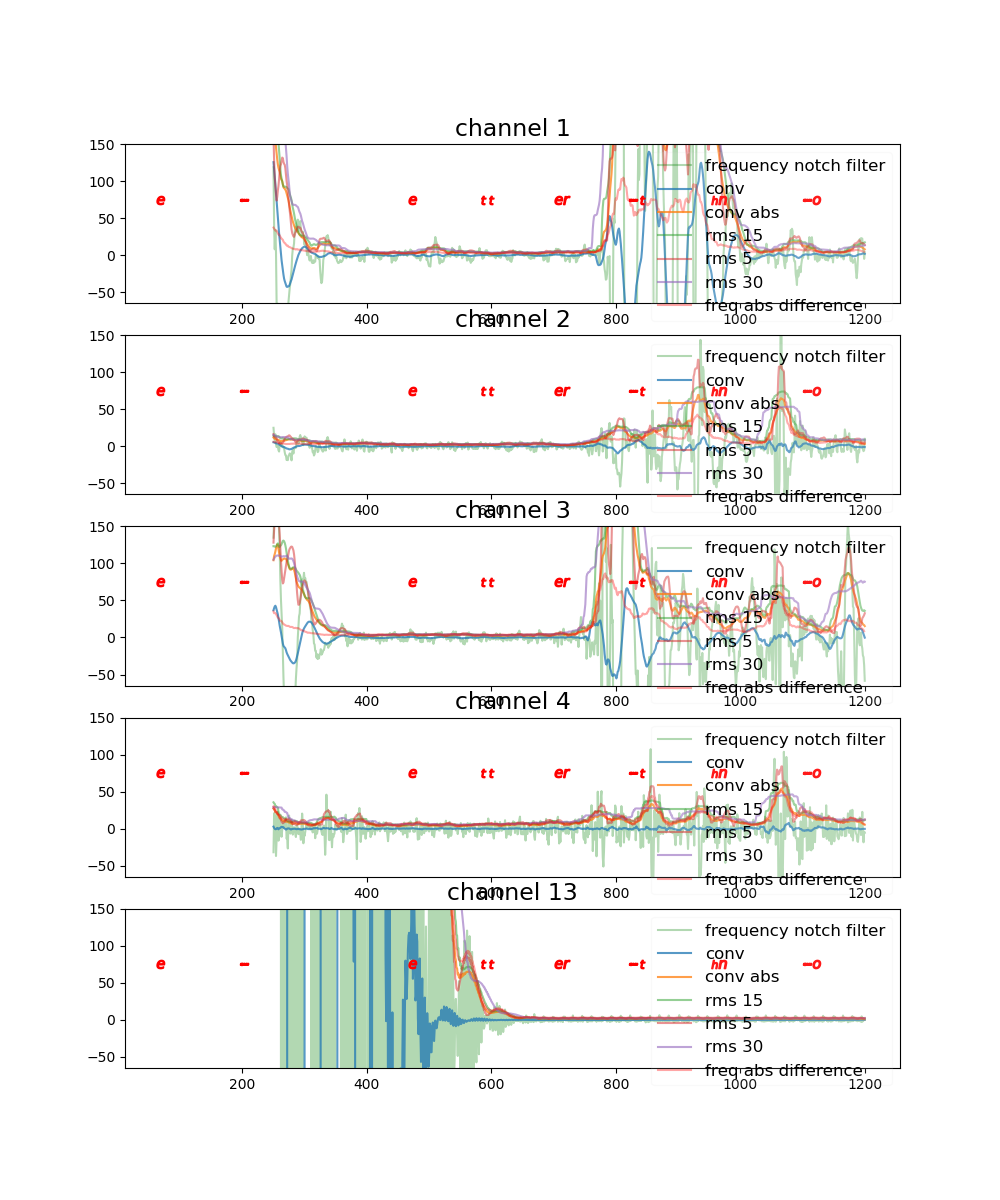 channel 1
150
100
50
0
−50
e - e t t er -t hn -o
frequency notch filter
conv
conv abs
rms 15
rms 5
rms 30
freq abs difference
200 400 600 800 1000 1200
channel 2
150
100
50
0
−50
e - e t t er -t hn -o
frequency notch filter
conv
conv abs
rms 15
rms 5
rms 30
freq abs difference
200 400 600 800 1000 1200
channel 3
150
100
50
0
−50
e - e t t er -t hn -o
frequency notch filter
conv
conv abs
rms 15
rms 5
rms 30
freq abs difference
200 400 600 800 1000 1200
channel 4
150
100
50
0
−50
e - e t t er -t hn -o
frequency notch filter
conv
conv abs
rms 15
rms 5
rms 30
freq abs difference
200 400 600 800 1000 1200
channel 13
150
100
50
0
−50
e - e t t er -t hn -o
frequency notch filter
conv
conv abs
rms 15
rms 5
rms 30
freq abs difference
200 400 600 800 1000 1200